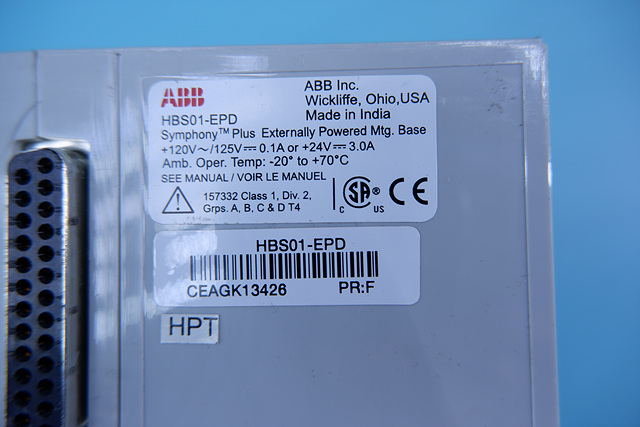 ABB
ABB Inc.
Wickliffe, Ohio,USA
HBS01-EPD
Made in India
Symphony™ Plus Externally Powered Mtg. Base
+120V～/125V⎓ 0.1A or +24V⎓ 3.0A
Amb. Oper. Temp: -20° to +70°C
SEE MANUAL / VOIR LE MANUEL
157332 Class 1, Div. 2,
Grps. A, B, C & D T4
C SA ® US CE
HBS01-EPD
CEAGK13426 PR:F
HPT